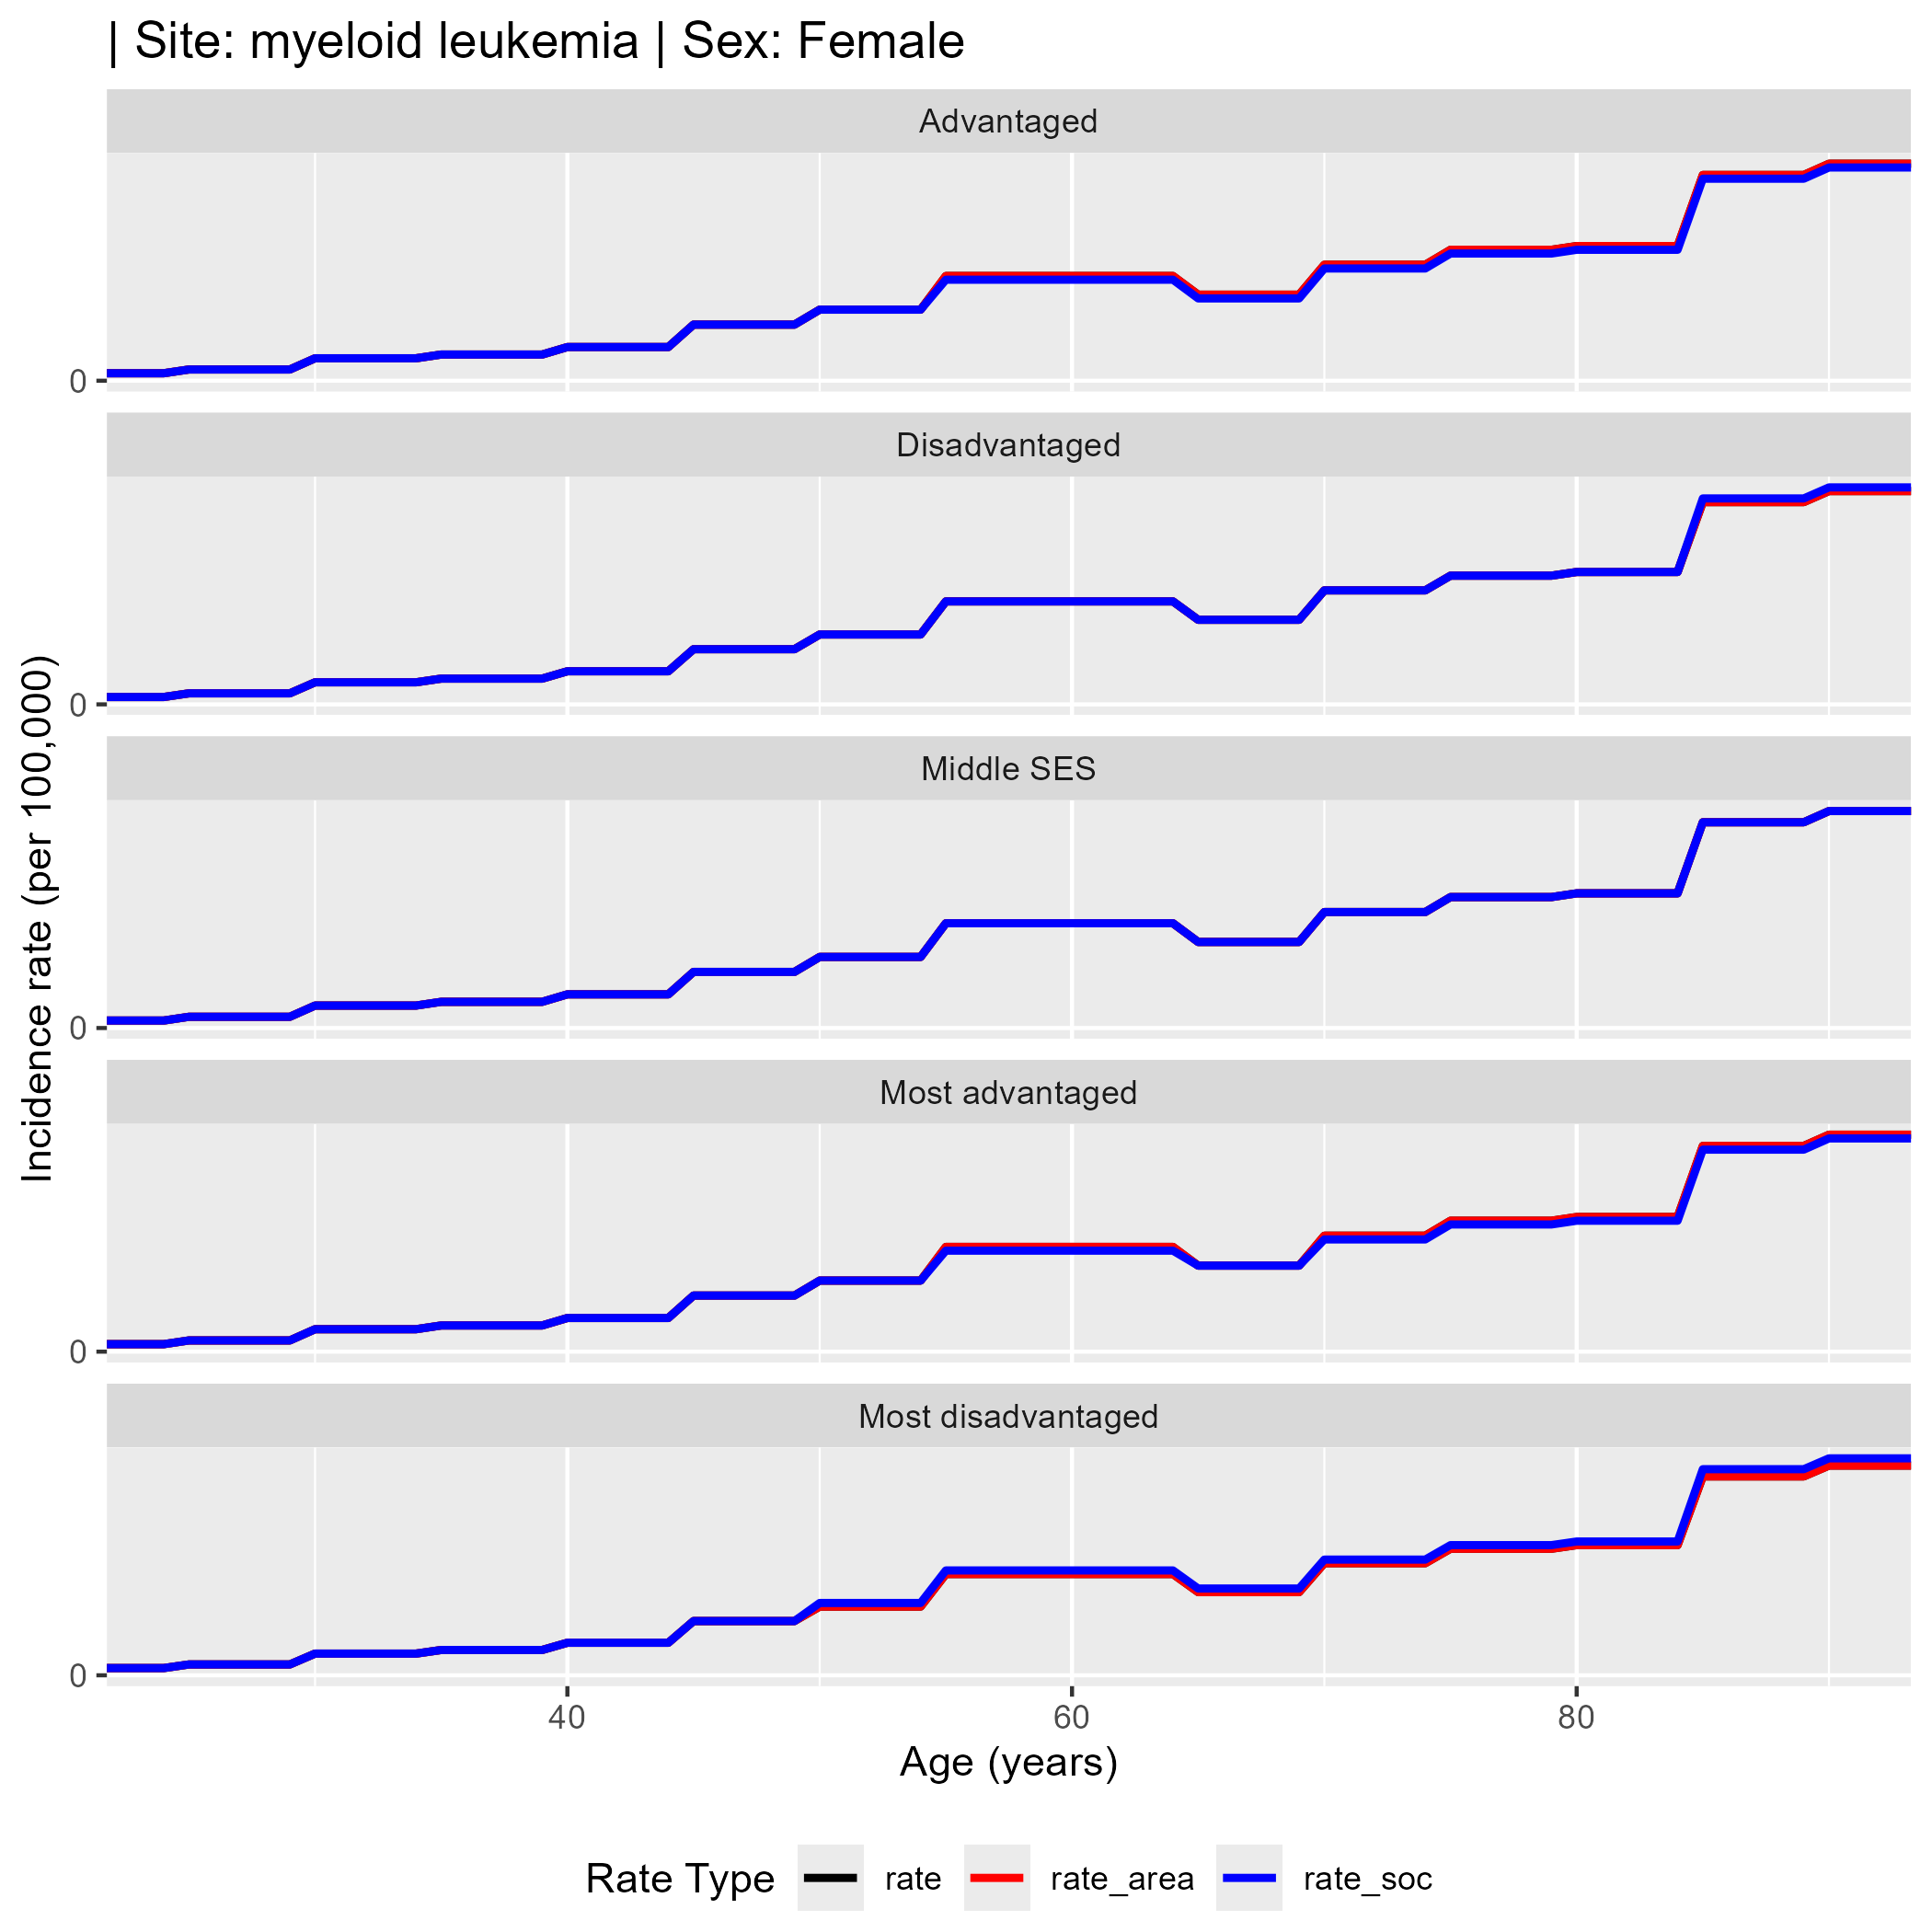 | Site: myeloid leukemia | Sex: Female
Advantaged
0
Disadvantaged
0
Middle SES
0
Most advantaged
0
Most disadvantaged
0
Incidence rate (per 100,000)
40 60 80
Age (years)
Rate Type rate rate_area rate_soc